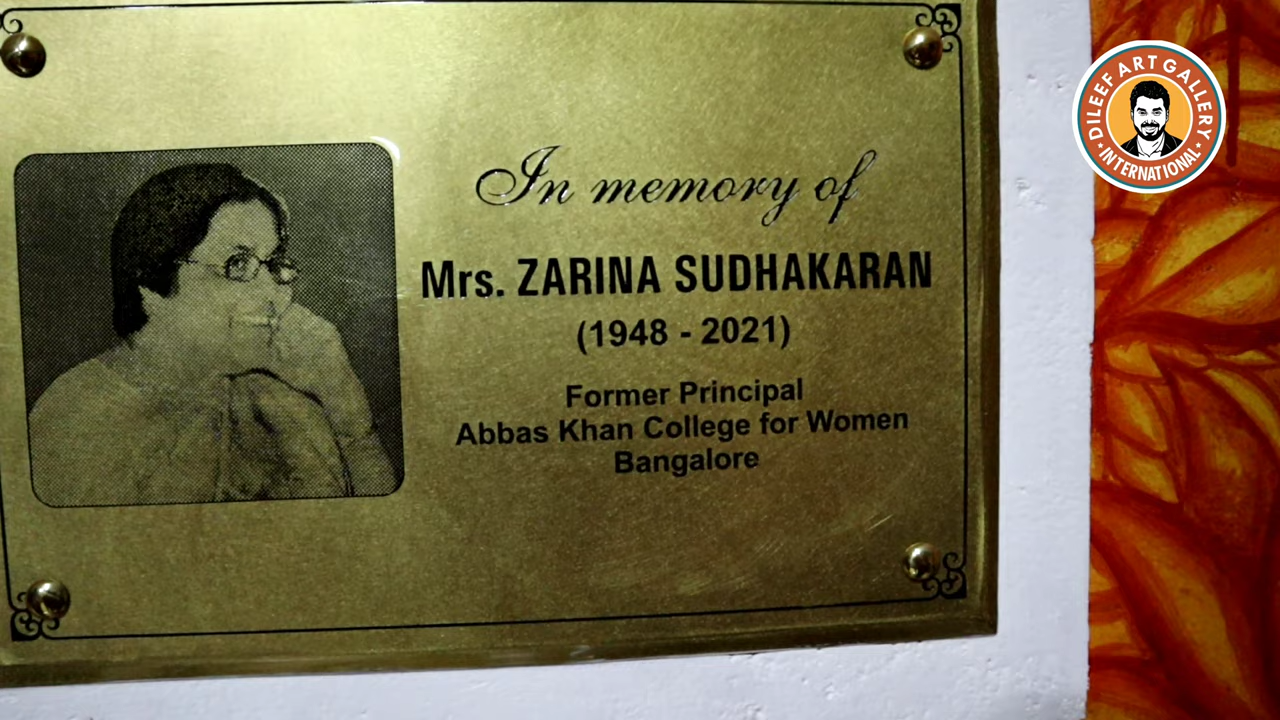 In memory of
Mrs. ZARINA SUDHAKARAN
(1948 - 2021)
Former Principal
Abbas Khan College for Women
Bangalore
DILEEF ART GALLERY
INTERNATIONAL